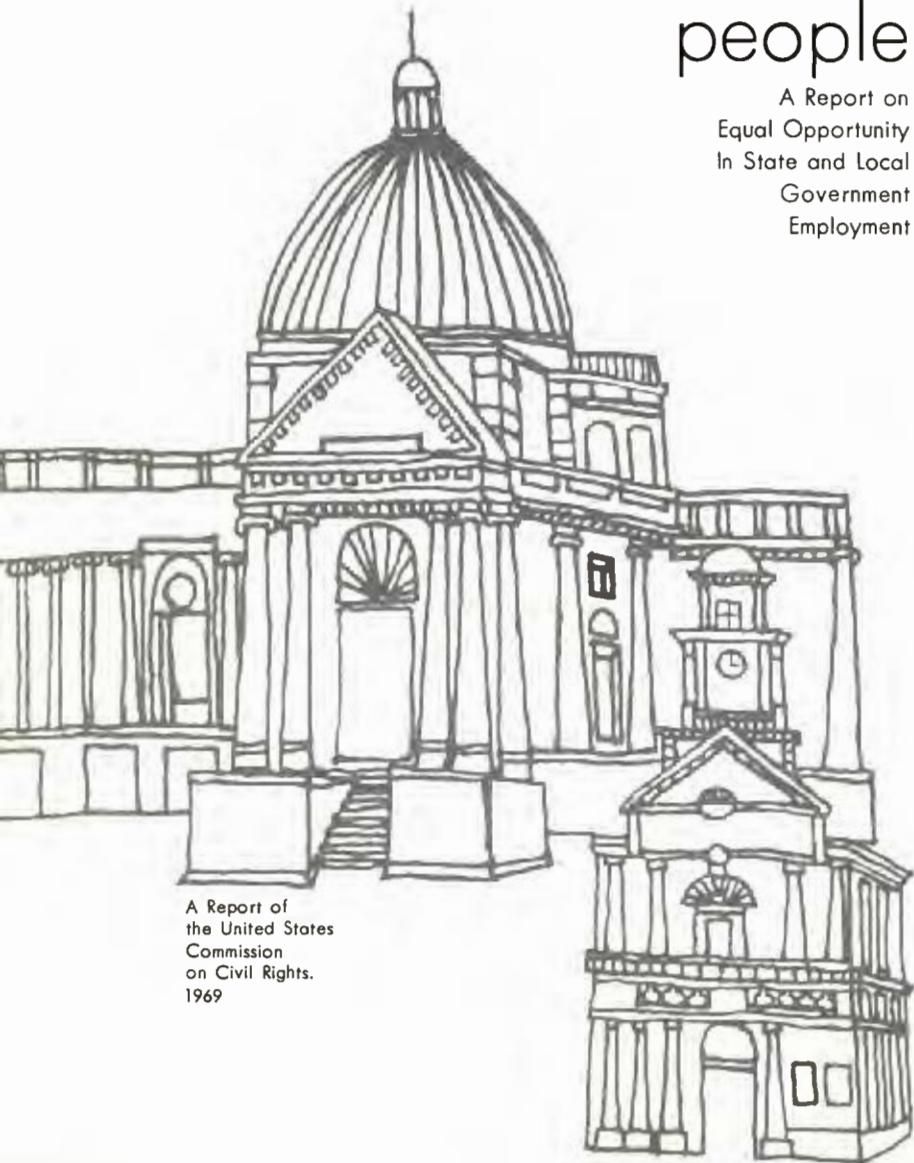 people
A Report on
Equal Opportunity
In State and Local
Government
Employment
A Report of
the United States
Commission
on Civil Rights.
1969